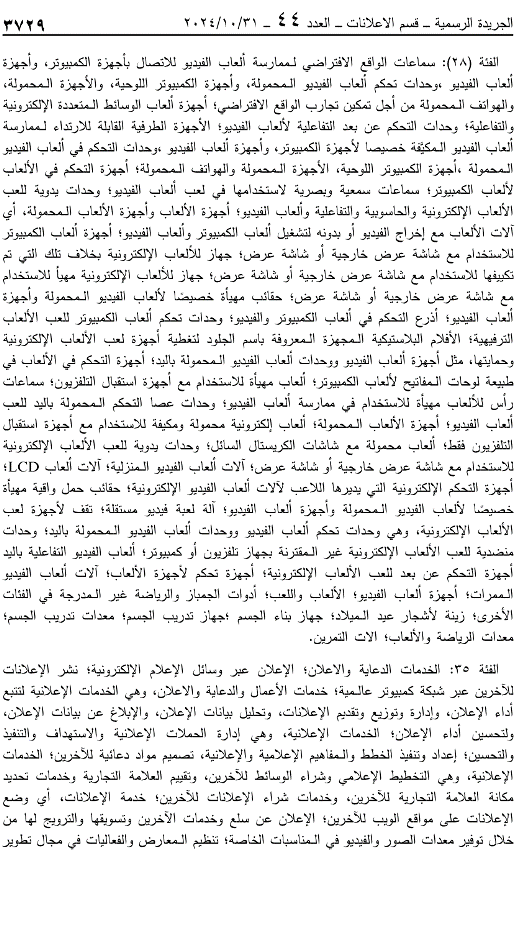 الجريدة الرسمية ــ قسم الاعلانات ــ العدد ٤٤ ــ ٢٠٢٤/١٠/٣١ ٣٧٢٩
الفئة (٢٨): سماعات الواقع الافتراضي لممارسة ألعاب الفيديو للاتصال بأجهزة الكمبيوتر، وأجهزة
ألعاب الفيديو ،وحدات تحكم ألعاب الفيديو المحمولة، وأجهزة الكمبيوتر اللوحية، والأجهزة المحمولة،
والهواتف المحمولة من أجل تمكين تجارب الواقع الافتراضي؛ أجهزة ألعاب الوسائط المتعددة الإلكترونية
والتفاعلية؛ وحدات التحكم عن بعد التفاعلية لألعاب الفيديو؛ الأجهزة الطرفية القابلة للارتداء لممارسة
ألعاب الفيديو المكيَّفة خصيصا لأجهزة الكمبيوتر، وأجهزة ألعاب الفيديو ،وحدات التحكم في ألعاب الفيديو
المحمولة ،أجهزة الكمبيوتر اللوحية، الأجهزة المحمولة والهواتف المحمولة؛ أجهزة التحكم في الألعاب
لألعاب الكمبيوتر؛ سماعات سمعية وبصرية لاستخدامها في لعب ألعاب الفيديو؛ وحدات يدوية للعب
الألعاب الإلكترونية والحاسوبية والتفاعلية وألعاب الفيديو؛ أجهزة الألعاب وأجهزة الألعاب المحمولة، أي
آلات الألعاب مع إخراج الفيديو أو بدونه لتشغيل ألعاب الكمبيوتر وألعاب الفيديو؛ أجهزة ألعاب الكمبيوتر
للاستخدام مع شاشة عرض خارجية أو شاشة عرض؛ جهاز للألعاب الإلكترونية بخلاف تلك التي تم
تكييفها للاستخدام مع شاشة عرض خارجية أو شاشة عرض؛ جهاز للألعاب الإلكترونية مهيأ للاستخدام
مع شاشة عرض خارجية أو شاشة عرض؛ حقائب مهيأة خصيصًا لألعاب الفيديو المحمولة وأجهزة
ألعاب الفيديو؛ أذرع التحكم في ألعاب الكمبيوتر والفيديو؛ وحدات تحكم ألعاب الكمبيوتر للعب الألعاب
الترفيهية؛ الأفلام البلاستيكية المجهزة المعروفة باسم الجلود لتغطية أجهزة لعب الألعاب الإلكترونية
وحمايتها، مثل أجهزة ألعاب الفيديو ووحدات ألعاب الفيديو المحمولة باليد؛ أجهزة التحكم في الألعاب في
طبيعة لوحات المفاتيح لألعاب الكمبيوتر؛ ألعاب مهيأة للاستخدام مع أجهزة استقبال التلفزيون؛ سماعات
رأس للألعاب مهيأة للاستخدام في ممارسة ألعاب الفيديو؛ وحدات عصا التحكم المحمولة باليد للعب
ألعاب الفيديو؛ أجهزة الألعاب المحمولة؛ ألعاب إلكترونية محمولة ومكيفة للاستخدام مع أجهزة استقبال
التلفزيون فقط؛ ألعاب محمولة مع شاشات الكريستال السائل؛ وحدات يدوية للعب الألعاب الإلكترونية
للاستخدام مع شاشة عرض خارجية أو شاشة عرض؛ آلات ألعاب الفيديو المنزلية؛ آلات ألعاب LCD؛
أجهزة التحكم الإلكترونية التي يديرها اللاعب لآلات ألعاب الفيديو الإلكترونية؛ حقائب حمل واقية مهيأة
خصيصًا لألعاب الفيديو المحمولة وأجهزة ألعاب الفيديو؛ آلة لعبة فيديو مستقلة؛ تقف لأجهزة لعب
الألعاب الإلكترونية، وهي وحدات تحكم ألعاب الفيديو ووحدات ألعاب الفيديو المحمولة باليد؛ وحدات
منضدية للعب الألعاب الإلكترونية غير المقترنة بجهاز تلفزيون أو كمبيوتر؛ ألعاب الفيديو التفاعلية باليد
أجهزة التحكم عن بعد للعب الألعاب الإلكترونية؛ أجهزة تحكم لأجهزة الألعاب؛ آلات ألعاب الفيديو
الممرات؛ أجهزة ألعاب الفيديو؛ الألعاب واللعب؛ أدوات الجمباز والرياضة غير المدرجة في الفئات
الأخرى؛ زينة لأشجار عيد الميلاد؛ جهاز بناء الجسم ؛جهاز تدريب الجسم؛ معدات تدريب الجسم؛
معدات الرياضة والألعاب؛ الات التمرين.
الفئة ٣٥: الخدمات الدعاية والاعلان؛ الإعلان عبر وسائل الإعلام الإلكترونية؛ نشر الإعلانات
للآخرين عبر شبكة كمبيوتر عالمية؛ خدمات الأعمال والدعاية والاعلان، وهي الخدمات الإعلانية لتتبع
أداء الإعلان، وإدارة وتوزيع وتقديم الإعلانات، وتحليل بيانات الإعلان، والإبلاغ عن بيانات الإعلان،
ولتحسين أداء الإعلان؛ الخدمات الإعلانية، وهي إدارة الحملات الإعلانية والاستهداف والتنفيذ
والتحسين؛ إعداد وتنفيذ الخطط والمفاهيم الإعلامية والإعلانية، تصميم مواد دعائية للآخرين؛ الخدمات
الإعلانية، وهي التخطيط الإعلامي وشراء الوسائط للآخرين، وتقييم العلامة التجارية وخدمات تحديد
مكانة العلامة التجارية للآخرين، وخدمات شراء الإعلانات للآخرين؛ خدمة الإعلانات، أي وضع
الإعلانات على مواقع الويب للآخرين؛ الإعلان عن سلع وخدمات الآخرين وتسويقها والترويج لها من
خلال توفير معدات الصور والفيديو في المناسبات الخاصة؛ تنظيم المعارض والفعاليات في مجال تطوير